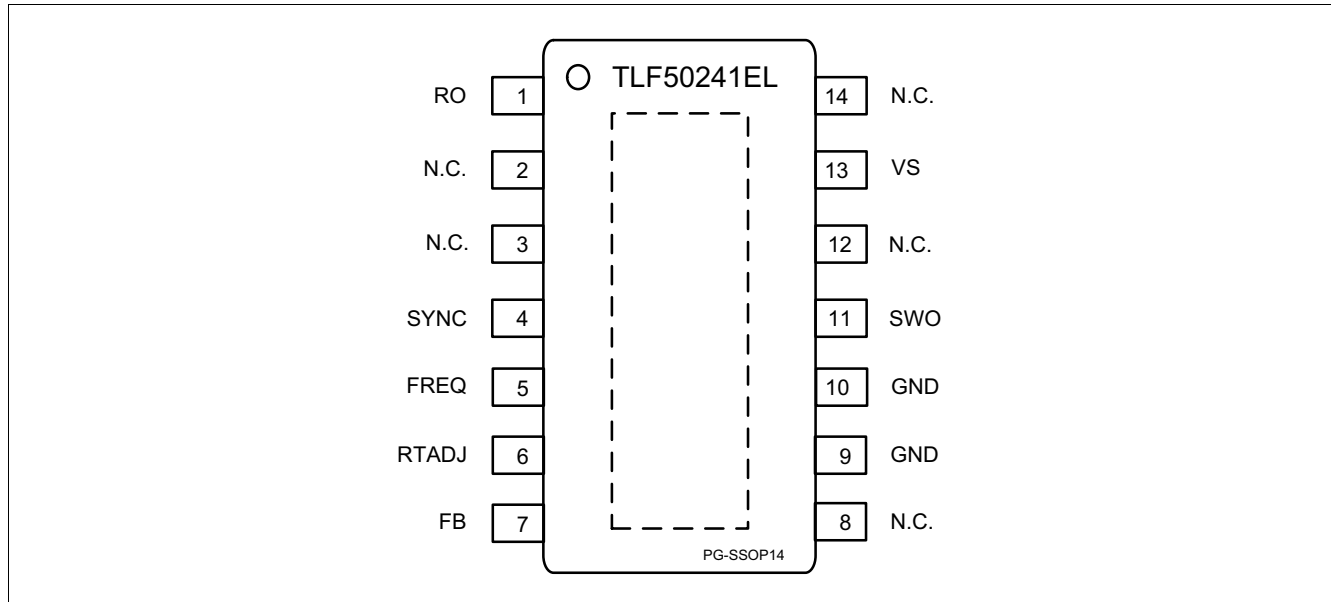 TLF50241EL
RO 1 14 N.C.
N.C. 2 13 VS
N.C. 3 12 N.C.
SYNC 4 11 SWO
FREQ 5 10 GND
RTADJ 6 9 GND
FB 7 8 N.C.
PG-SSOP14